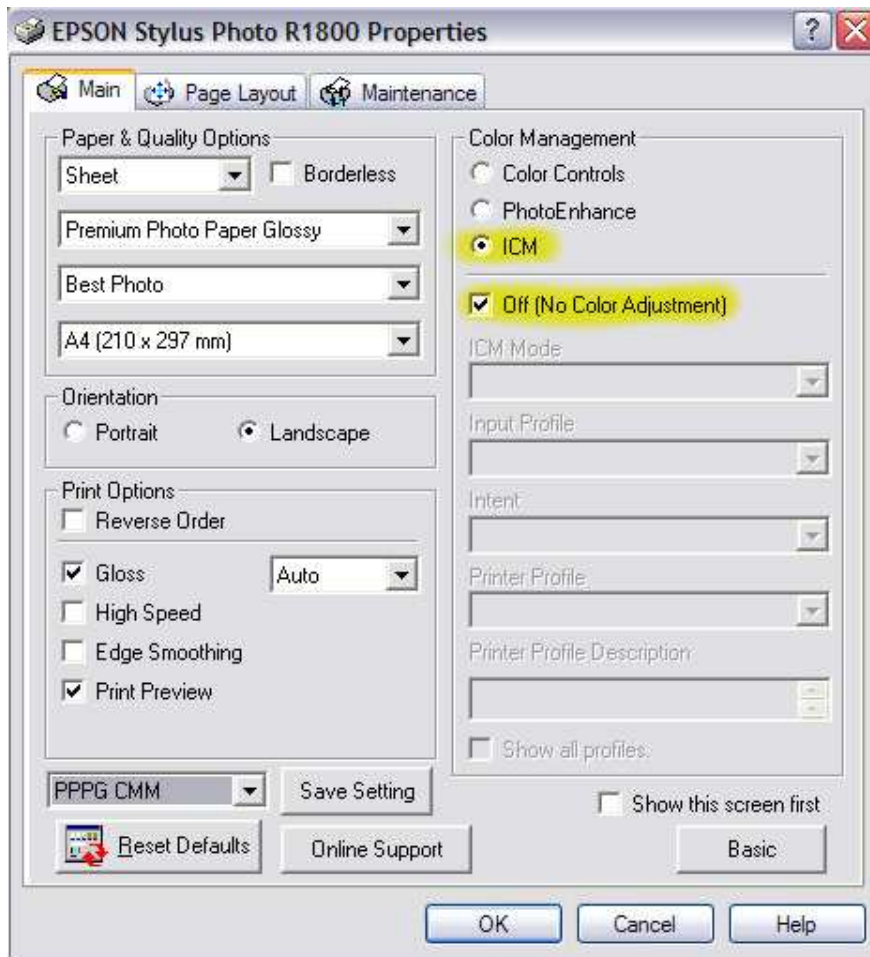 EPSON Stylus Photo R1800 Properties
Main
Page Layout
Maintenance
Paper & Quality Options
Sheet
Borderless
Premium Photo Paper Glossy
Best Photo
A4 (210 x 297 mm)
Orientation
Portrait
Landscape
Print Options
Reverse Order
Gloss
Auto
High Speed
Edge Smoothing
Print Preview
Color Management
Color Controls
PhotoEnhance
ICM
Off (No Color Adjustment)
ICM Mode
Input Profile
Intent
Printer Profile
Printer Profile Description
Show all profiles.
PPPG CMM
Save Setting
Show this screen first
Reset Defaults
Online Support
Basic
OK
Cancel
Help